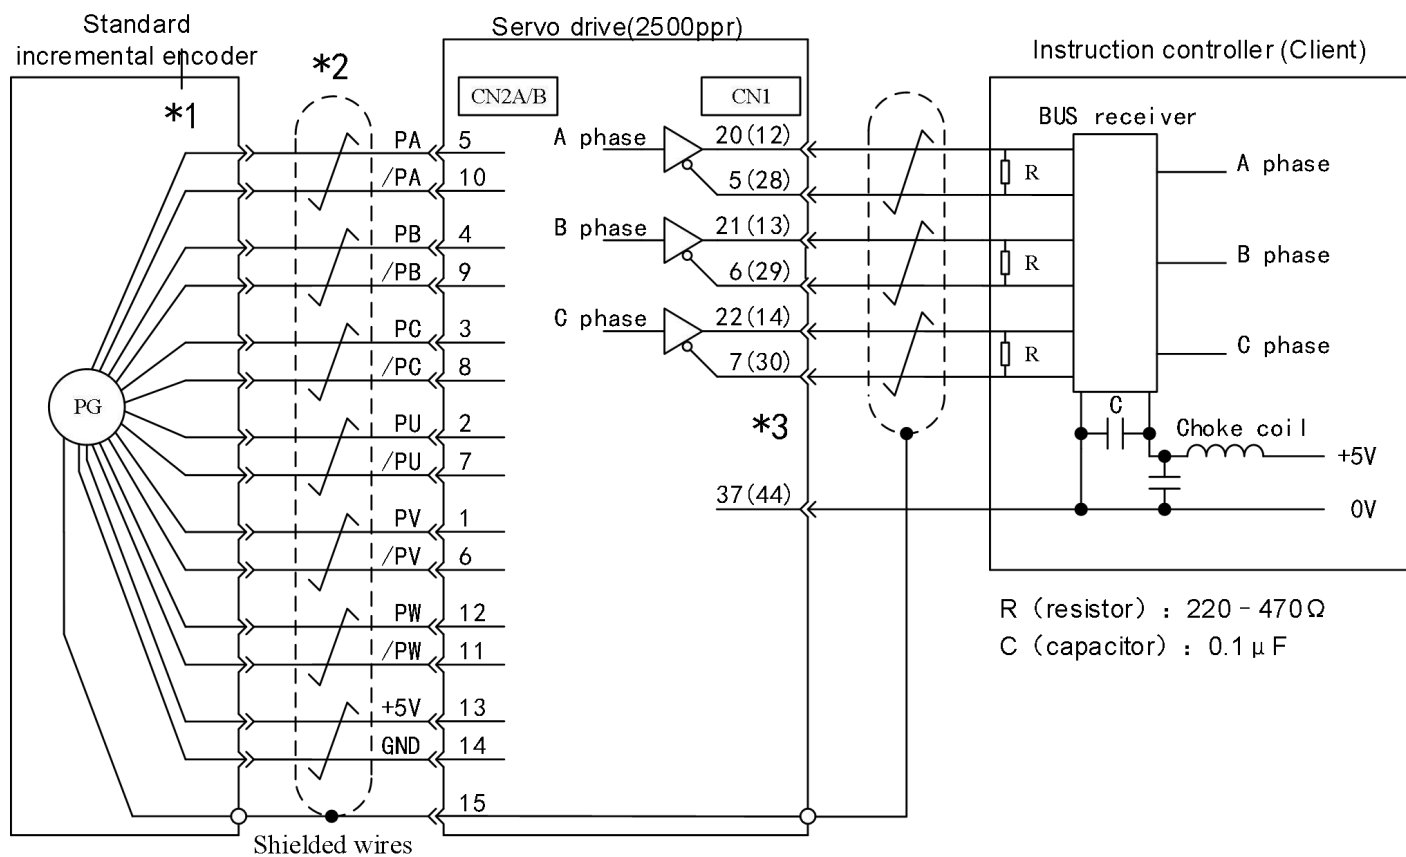 Standard
incremental encoder
*1
*2
Servo drive(2500ppr)
Instruction controller (Client)
CN2A/B
CN1
BUS receiver
PA 5
/PA 10
PB 4
/PB 9
PC 3
/PC 8
PU 2
/PU 7
PV 1
/PV 6
PW 12
/PW 11
+5V 13
GND 14
15
PG
Shielded wires
A phase
20(12)
5(28)
B phase
21(13)
6(29)
C phase
22(14)
7(30)
*3
37(44)
R
R
R
A phase
B phase
C phase
C
Choke coil
+5V
0V
R (resistor) : 220 - 470Ω
C (capacitor) : 0.1 μF